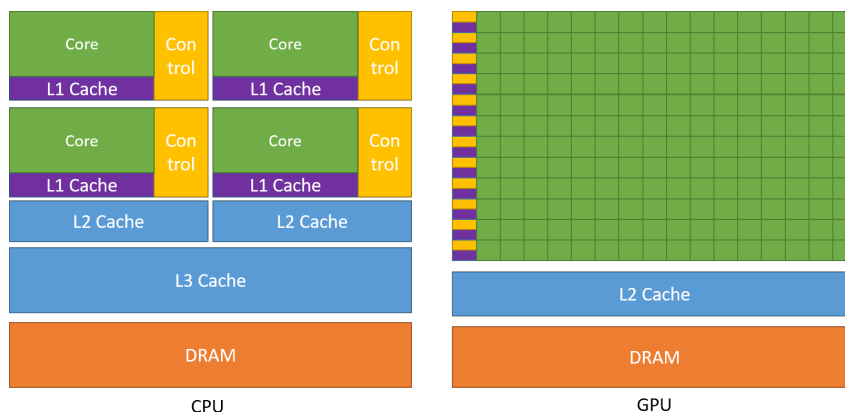 Core
Con
trol
Core
Con
trol
L1 Cache
L1 Cache
Core
Con
trol
Core
Con
trol
L1 Cache
L1 Cache
L2 Cache
L2 Cache
L3 Cache
L2 Cache
DRAM
DRAM
CPU
GPU